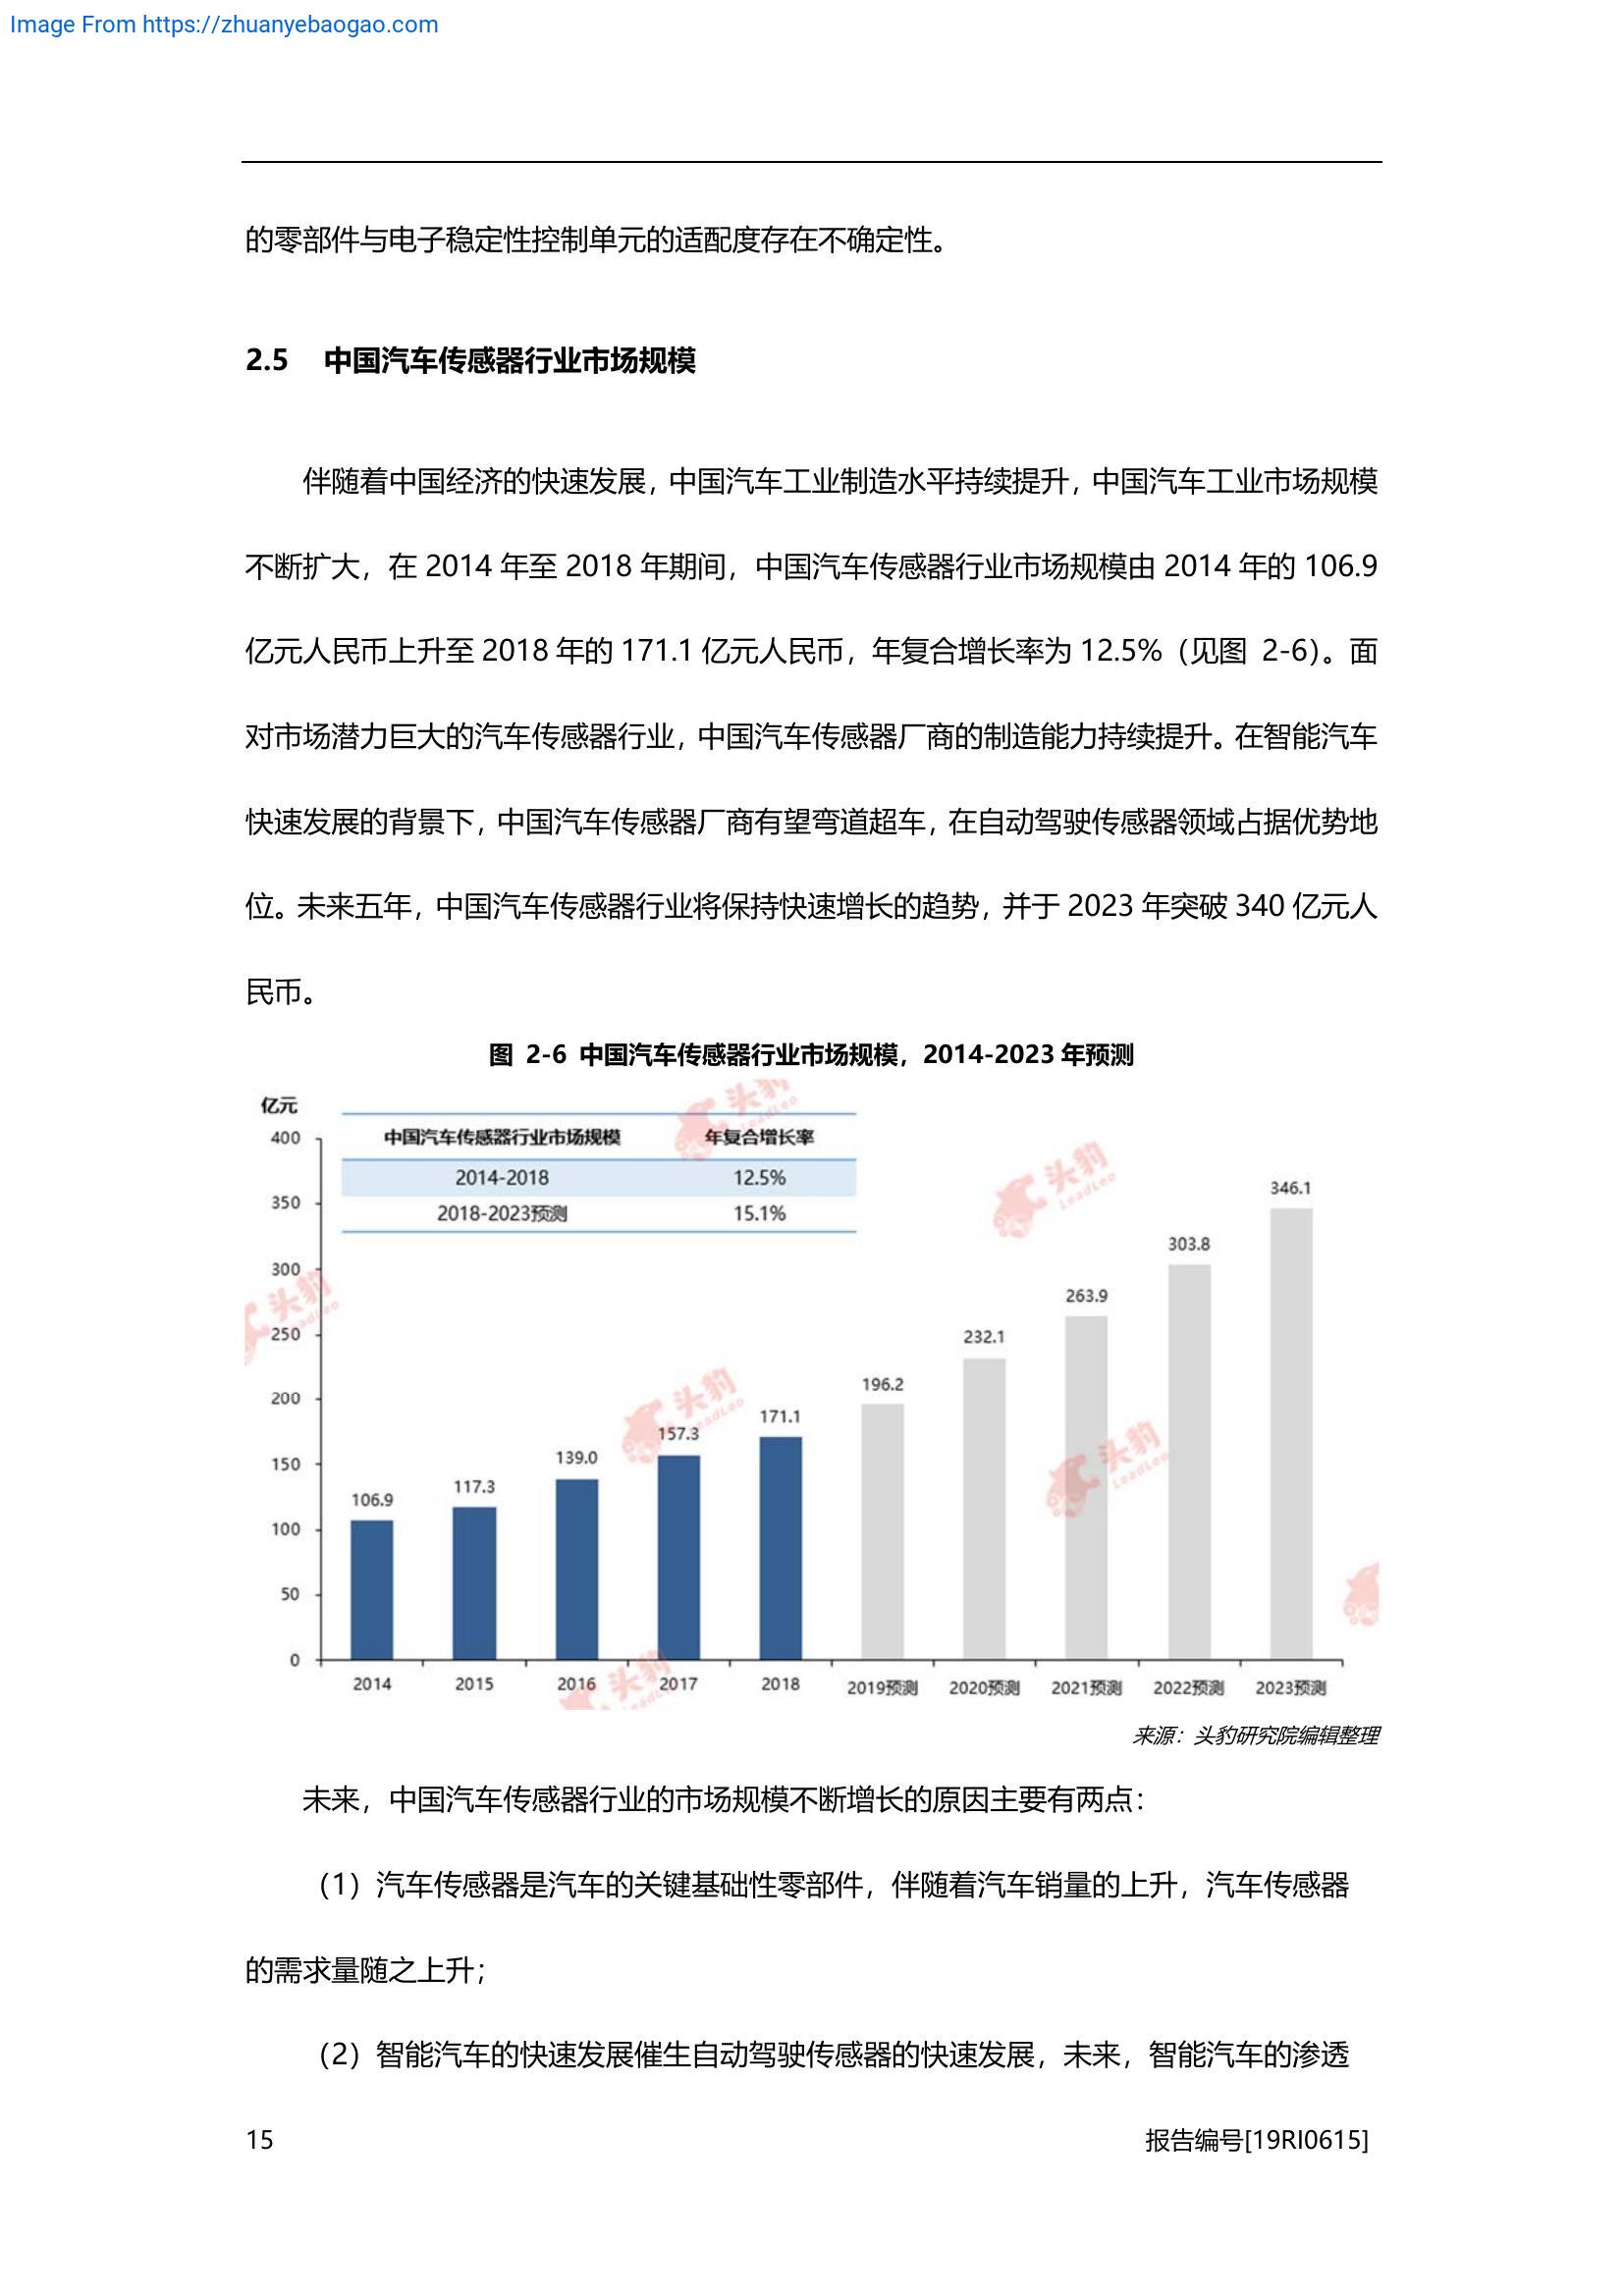 Image From https://zhuanyebaogao.com
的零部件与电子稳定性控制单元的适配度存在不确定性。
2.5 中国汽车传感器行业市场规模
伴随着中国经济的快速发展，中国汽车工业制造水平持续提升，中国汽车工业市场规模
不断扩大，在 2014 年至 2018 年期间，中国汽车传感器行业市场规模由 2014 年的 106.9
亿元人民币上升至 2018 年的 171.1 亿元人民币，年复合增长率为 12.5%（见图 2-6）。面
对市场潜力巨大的汽车传感器行业，中国汽车传感器厂商的制造能力持续提升。在智能汽车
快速发展的背景下，中国汽车传感器厂商有望弯道超车，在自动驾驶传感器领域占据优势地
位。未来五年，中国汽车传感器行业将保持快速增长的趋势，并于 2023 年突破 340 亿元人
民币。
图 2-6 中国汽车传感器行业市场规模，2014-2023 年预测
亿元
中国汽车传感器行业市场规模 年复合增长率
2014-2018 12.5%
2018-2023预测 15.1%
400
350
300
250
200
150
100
50
0
106.9
117.3
139.0
157.3
171.1
196.2
232.1
263.9
303.8
346.1
2014 2015 2016 2017 2018 2019预测 2020预测 2021预测 2022预测 2023预测
头豹
LeadLeo
头豹
LeadLeo
头豹
LeadLeo
头豹
LeadLeo
头豹
LeadLeo
头豹
来源：头豹研究院编辑整理
未来，中国汽车传感器行业的市场规模不断增长的原因主要有两点：
（1）汽车传感器是汽车的关键基础性零部件，伴随着汽车销量的上升，汽车传感器
的需求量随之上升；
（2）智能汽车的快速发展催生自动驾驶传感器的快速发展，未来，智能汽车的渗透
15 报告编号[19RI0615]